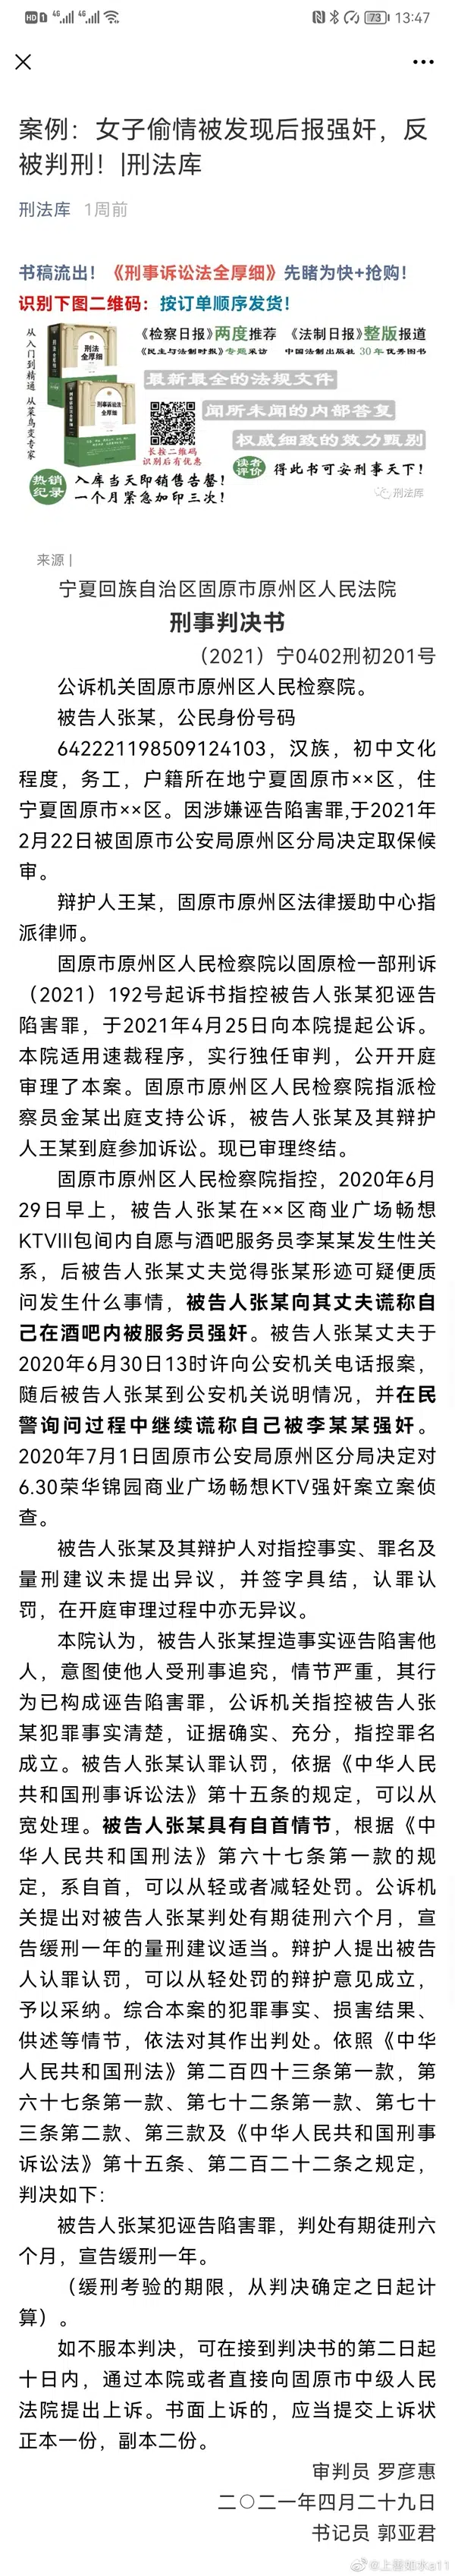 HD 4G 4G 73 13:47
案例：女子偷情被发现后报强奸，反
被判刑！|刑法库
刑法库 1周前
书稿流出！《刑事诉讼法全厚细》先睹为快+抢购！
识别下图二维码：按订单顺序发货！
从入门到精通 从菜鸟变专家
刑法
全厚细
刑事诉讼法
全厚细
《检察日报》两度推荐 《法制日报》整版报道
《民主与法制时报》专题采访 中国法制出版社 30年优秀图书
最新最全的法规文件
闻所未闻的内部答复
权威细致的效力甄别
长按二维码
识别后有优惠
读者评价 得此书可安刑事天下！
热销纪录 入库当天即销售告罄！
一个月紧急加印三次！
刑法库
来源 |
宁夏回族自治区固原市原州区人民法院
刑事判决书
（2021）宁0402刑初201号
公诉机关固原市原州区人民检察院。
被告人张某，公民身份号码
642221198509124103，汉族，初中文化
程度，务工，户籍所在地宁夏固原市××区，住
宁夏固原市××区。因涉嫌诬告陷害罪,于2021年
2月22日被固原市公安局原州区分局决定取保候
审。
辩护人王某，固原市原州区法律援助中心指
派律师。
固原市原州区人民检察院以固原检一部刑诉
（2021）192号起诉书指控被告人张某犯诬告
陷害罪，于2021年4月25日向本院提起公诉。
本院适用速裁程序，实行独任审判，公开开庭
审理了本案。固原市原州区人民检察院指派检
察员金某出庭支持公诉，被告人张某及其辩护
人王某到庭参加诉讼。现已审理终结。
固原市原州区人民检察院指控，2020年6月
29日早上，被告人张某在××区商业广场畅想
KTVIII包间内自愿与酒吧服务员李某某发生性关
系，后被告人张某丈夫觉得张某形迹可疑便质
问发生什么事情，被告人张某向其丈夫谎称自
己在酒吧内被服务员强奸。被告人张某丈夫于
2020年6月30日13时许向公安机关电话报案，
随后被告人张某到公安机关说明情况，并在民
警询问过程中继续谎称自己被李某某强奸。
2020年7月1日固原市公安局原州区分局决定对
6.30荣华锦园商业广场畅想KTV强奸案立案侦
查。
被告人张某及其辩护人对指控事实、罪名及
量刑建议未提出异议，并签字具结，认罪认
罚，在开庭审理过程中亦无异议。
本院认为，被告人张某捏造事实诬告陷害他
人，意图使他人受刑事追究，情节严重，其行
为已构成诬告陷害罪，公诉机关指控被告人张
某犯罪事实清楚，证据确实、充分，指控罪名
成立。被告人张某认罪认罚，依据《中华人民
共和国刑事诉讼法》第十五条的规定，可以从
宽处理。被告人张某具有自首情节，根据《中
华人民共和国刑法》第六十七条第一款的规
定，系自首，可以从轻或者减轻处罚。公诉机
关提出对被告人张某判处有期徒刑六个月，宣
告缓刑一年的量刑建议适当。辩护人提出被告
人认罪认罚，可以从轻处罚的辩护意见成立，
予以采纳。综合本案的犯罪事实、损害结果、
供述等情节，依法对其作出判处。依照《中华
人民共和国刑法》第二百四十三条第一款，第
六十七条第一款、第七十二条第一款、第七十
三条第二款、第三款及《中华人民共和国刑事
诉讼法》第十五条、第二百二十二条之规定，
判决如下：
被告人张某犯诬告陷害罪，判处有期徒刑六
个月，宣告缓刑一年。
（缓刑考验的期限，从判决确定之日起计
算）。
如不服本判决，可在接到判决书的第二日起
十日内，通过本院或者直接向固原市中级人民
法院提出上诉。书面上诉的，应当提交上诉状
正本一份，副本二份。
审判员 罗彦惠
二〇二一年四月二十九日
书记员 郭亚君
@上善如水a11